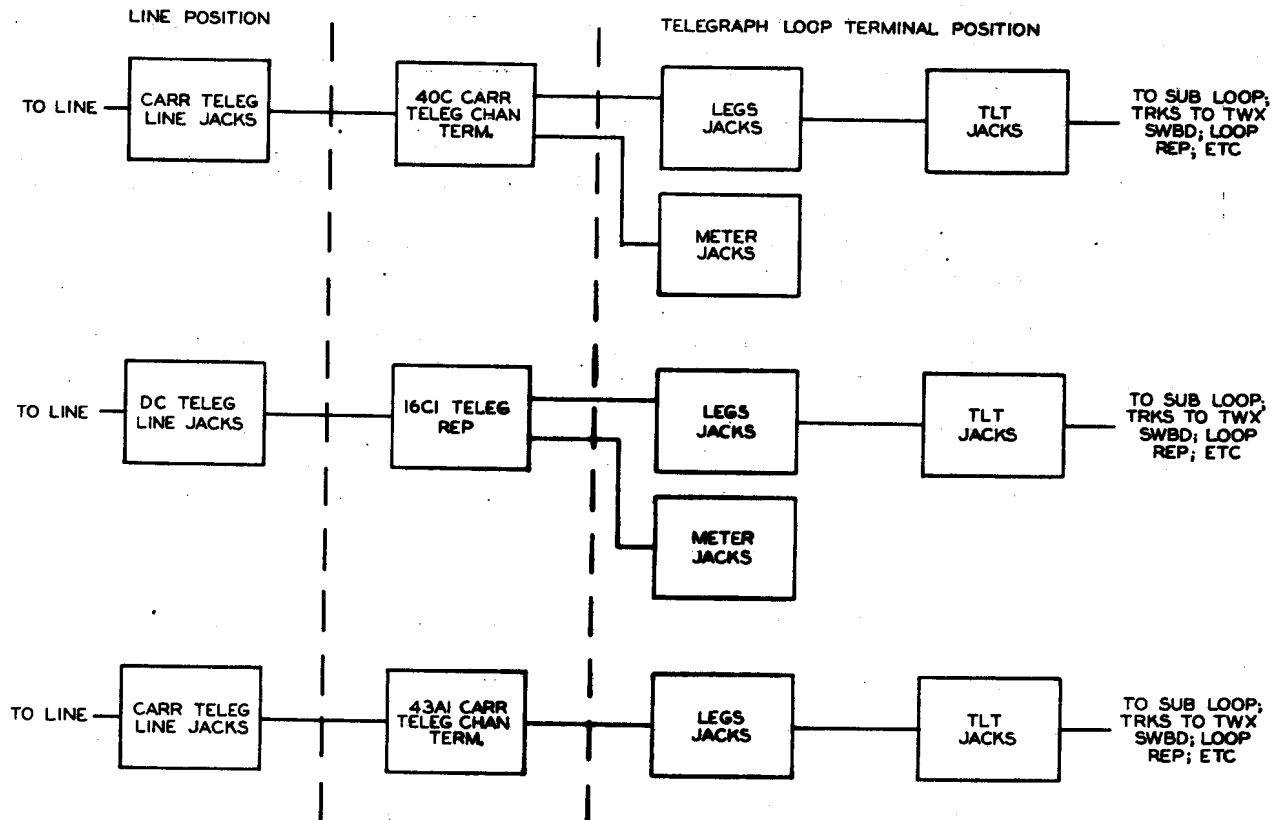 LINE POSITION
TELEGRAPH LOOP TERMINAL POSITION
TO LINE
CARR TELEG
LINE JACKS
40C CARR
TELEG CHAN
TERM.
LEGS
JACKS
TLT
JACKS
TO SUB LOOP;
TRKS TO TWX
SWBD; LOOP
REP; ETC
METER
JACKS
TO LINE
DC TELEG
LINE JACKS
16C1 TELEG
REP
LEGS
JACKS
TLT
JACKS
TO SUB LOOP;
TRKS TO TWX
SWBD; LOOP
REP; ETC
METER
JACKS
TO LINE
CARR TELEG
LINE JACKS
43A1 CARR
TELEG CHAN
TERM.
LEGS
JACKS
TLT
JACKS
TO SUB LOOP;
TRKS TO TWX
SWBD; LOOP
REP; ETC